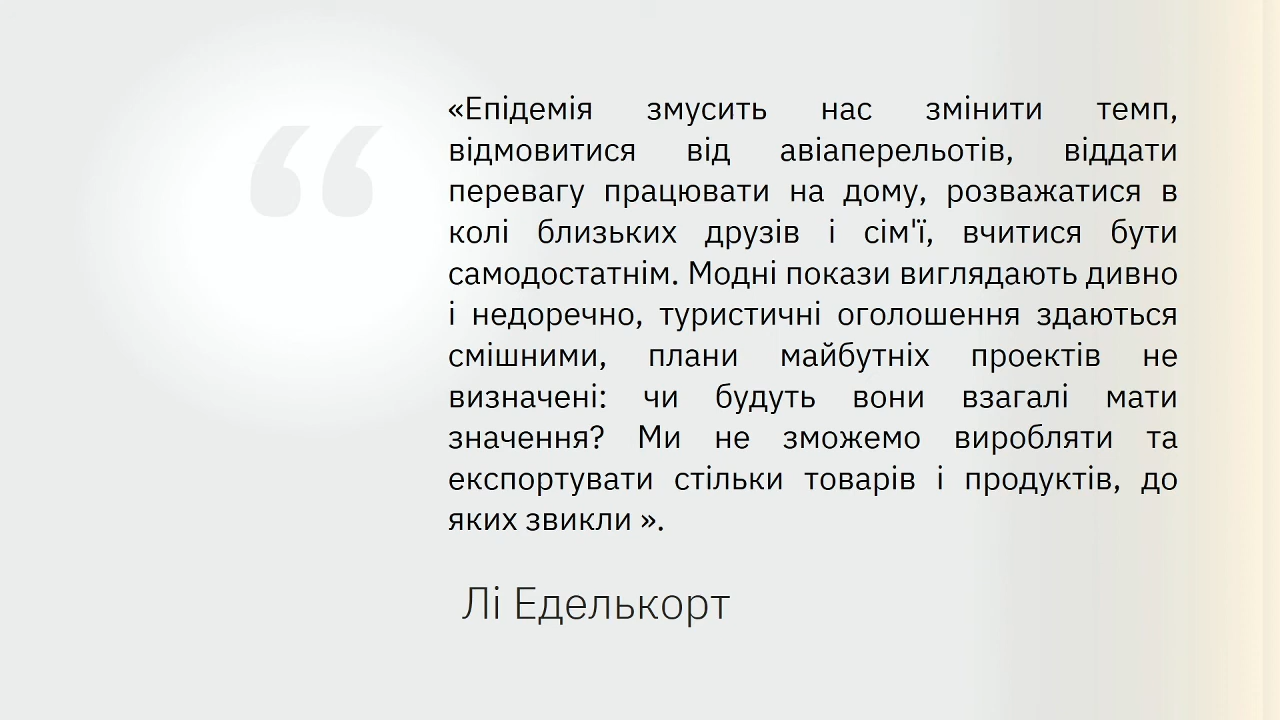 «Епідемія змусить нас змінити темп,
відмовитися від авіаперельотів, віддати
перевагу працювати на дому, розважатися в
колі близьких друзів і сім'ї, вчитися бути
самодостатнім. Модні покази виглядають дивно
і недоречно, туристичні оголошення здаються
смішними, плани майбутніх проектів не
визначені: чи будуть вони взагалі мати
значення? Ми не зможемо виробляти та
експортувати стільки товарів і продуктів, до
яких звикли ».
Лі Еделькорт